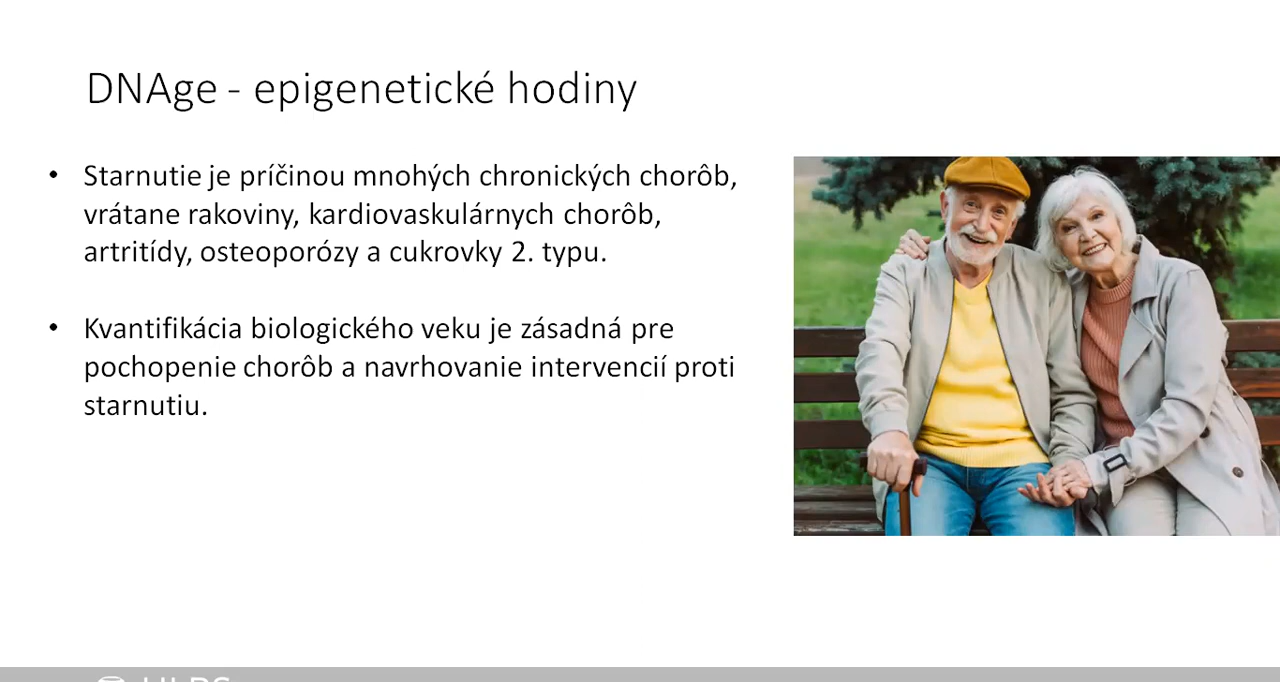 DNAge - epigenetické hodiny
• Starnutie je príčinou mnohých chronických chorôb,
vrátane rakoviny, kardiovaskulárnych chorôb,
artritídy, osteoporózy a cukrovky 2. typu.
• Kvantifikácia biologického veku je zásadná pre
pochopenie chorôb a navrhovanie intervencií proti
starnutiu.